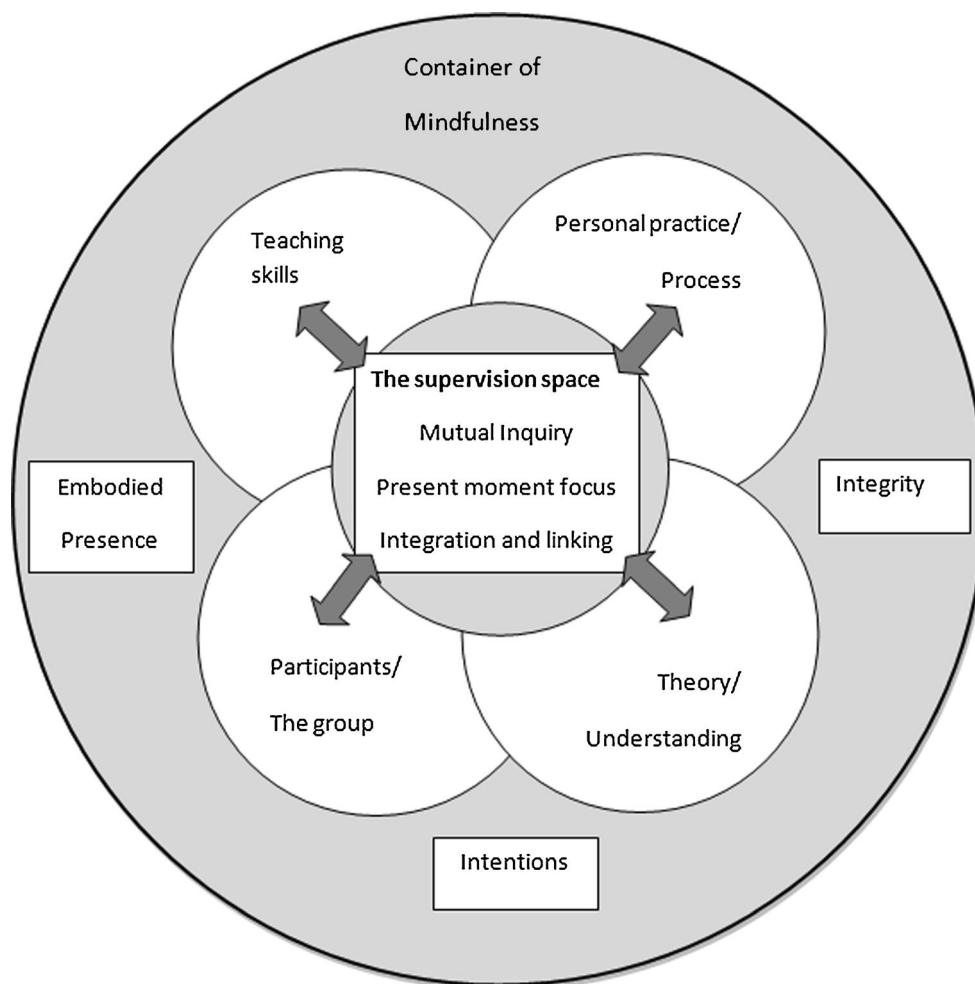 Container of
Mindfulness
Teaching
skills
Personal practice/
Process
The supervision space
Mutual Inquiry
Present moment focus
Integration and linking
Embodied
Presence
Integrity
Participants/
The group
Theory/
Understanding
Intentions